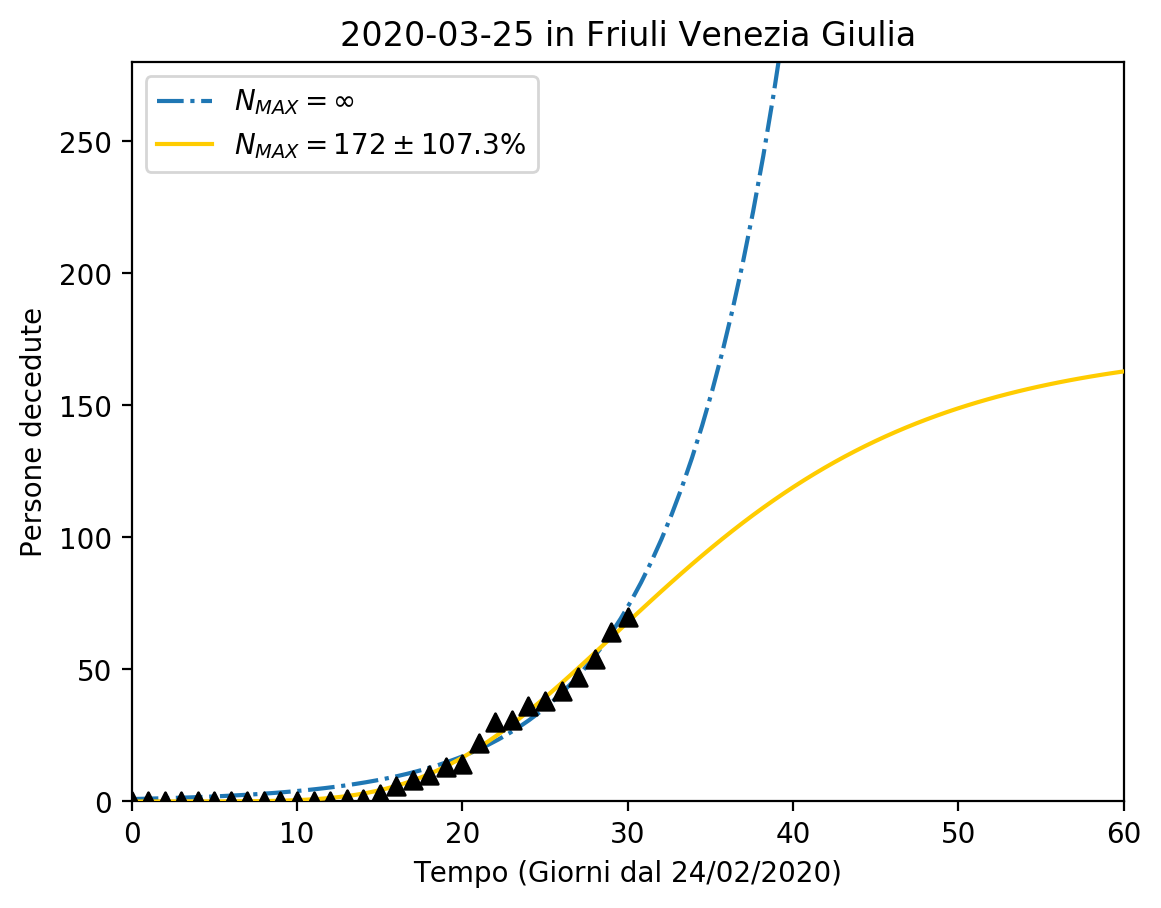 2020-03-25 in Friuli Venezia Giulia
N_MAX = ∞
N_MAX = 172 ± 107.3%
Persone decedute
250
200
150
100
50
0
0 10 20 30 40 50 60
Tempo (Giorni dal 24/02/2020)